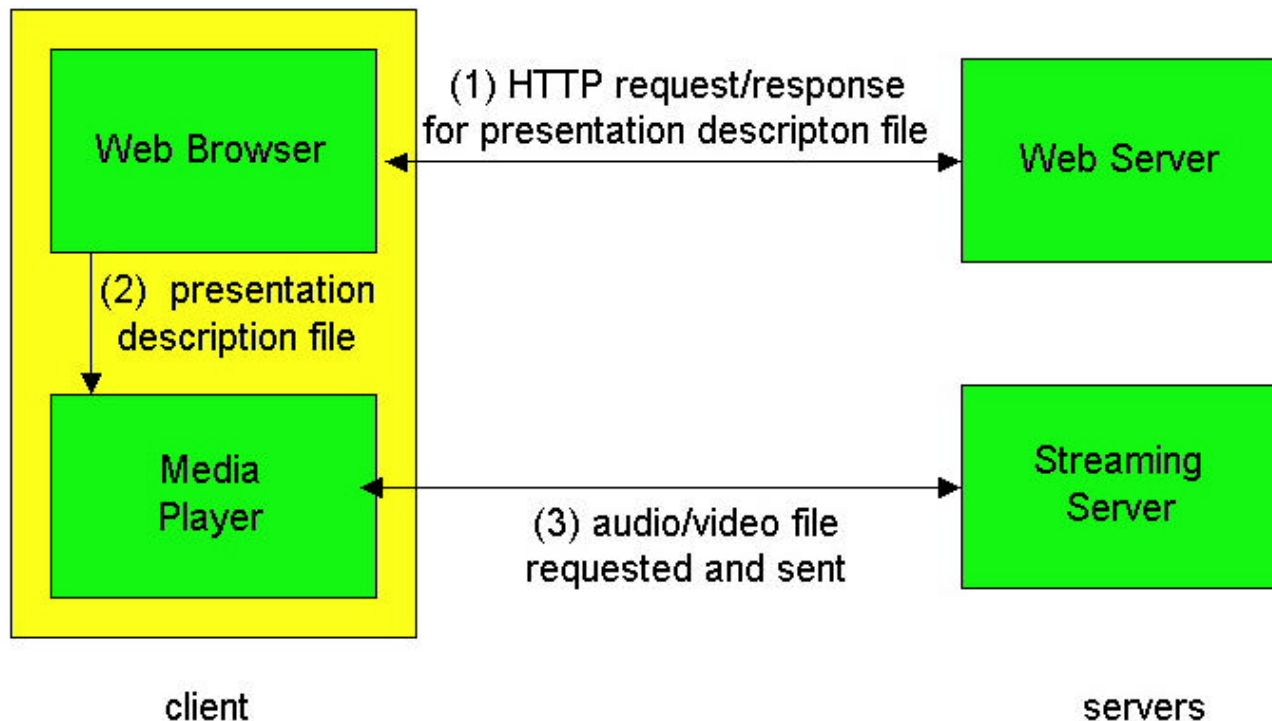 Web Browser
(1) HTTP request/response
for presentation descripton file
Web Server
(2) presentation
description file
Media
Player
(3) audio/video file
requested and sent
Streaming
Server
client
servers